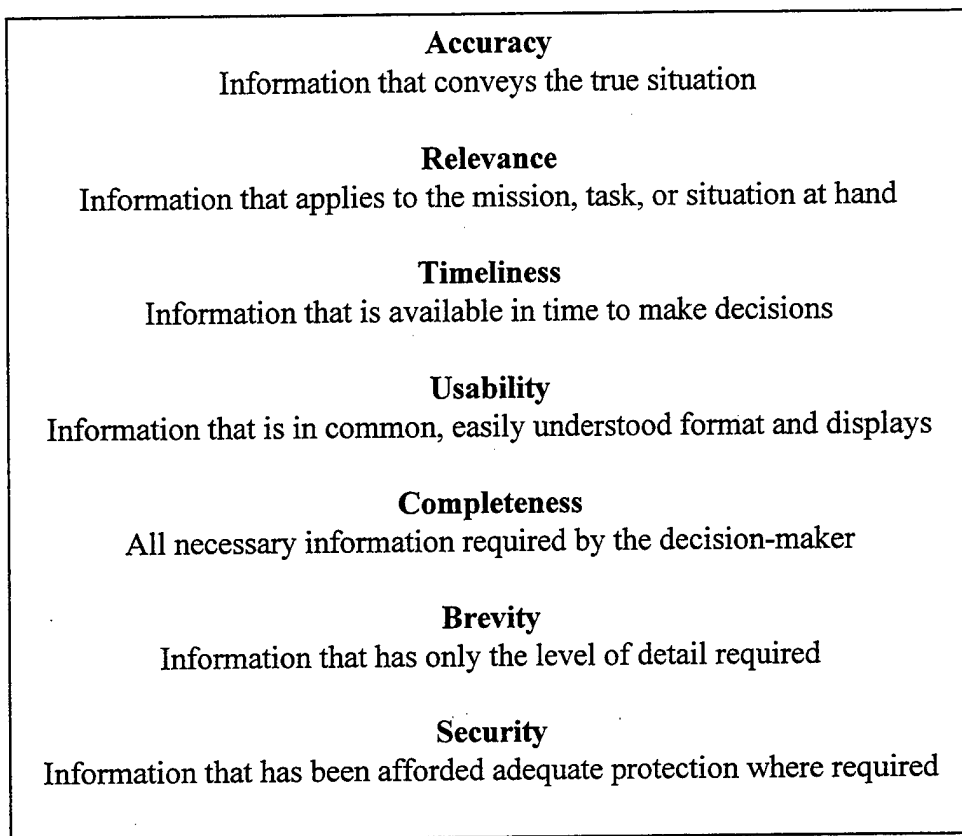 Accuracy
Information that conveys the true situation
Relevance
Information that applies to the mission, task, or situation at hand
Timeliness
Information that is available in time to make decisions
Usability
Information that is in common, easily understood format and displays
Completeness
All necessary information required by the decision-maker
Brevity
Information that has only the level of detail required
Security
Information that has been afforded adequate protection where required